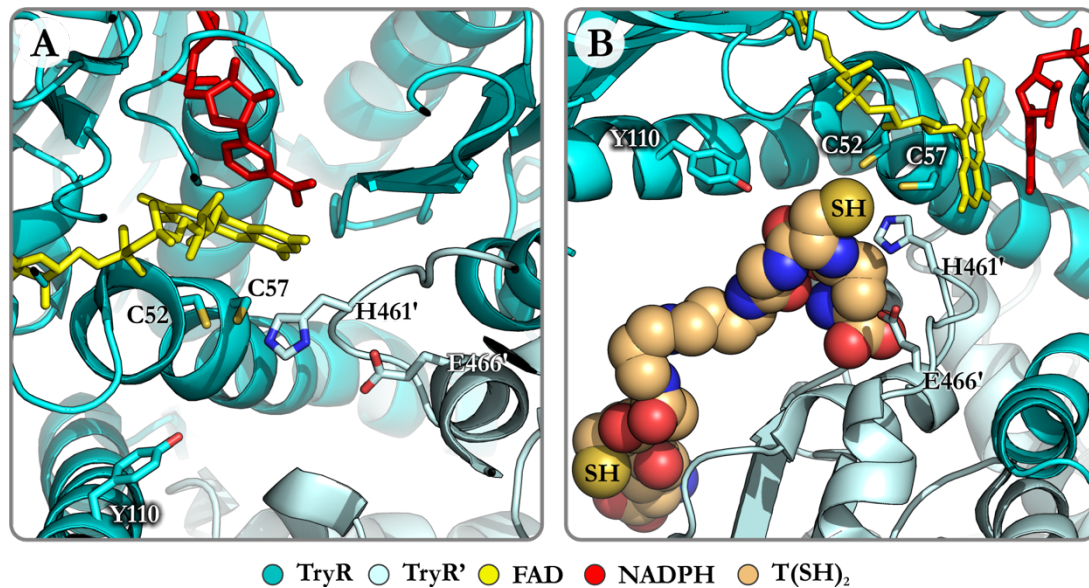 A
C52
C57
H461'
E466'
Y110
B
Y110
C52
C57
SH
H461'
E466'
SH
TryR TryR' FAD NADPH T(SH)₂